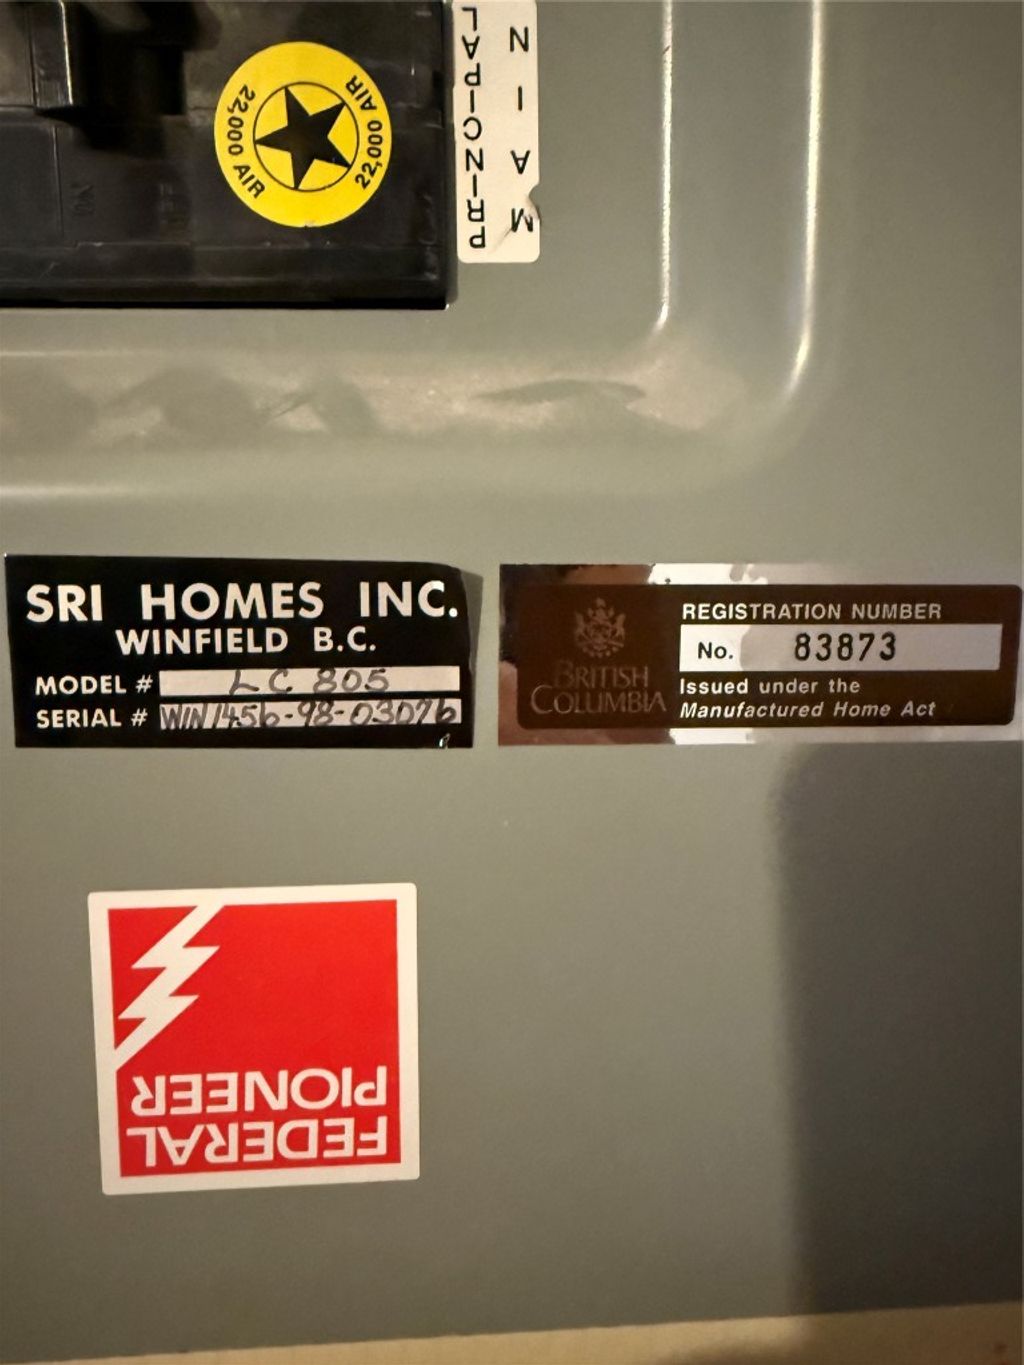 22,000 AIR
22,000 AIR
MAIN
PRINCIPAL
SRI HOMES INC.
WINFIELD B.C.
MODEL # LC 805
SERIAL # WIN1456-98-03076
BRITISH
COLUMBIA
REGISTRATION NUMBER
No. 83873
Issued under the
Manufactured Home Act
FEDERAL
PIONEER